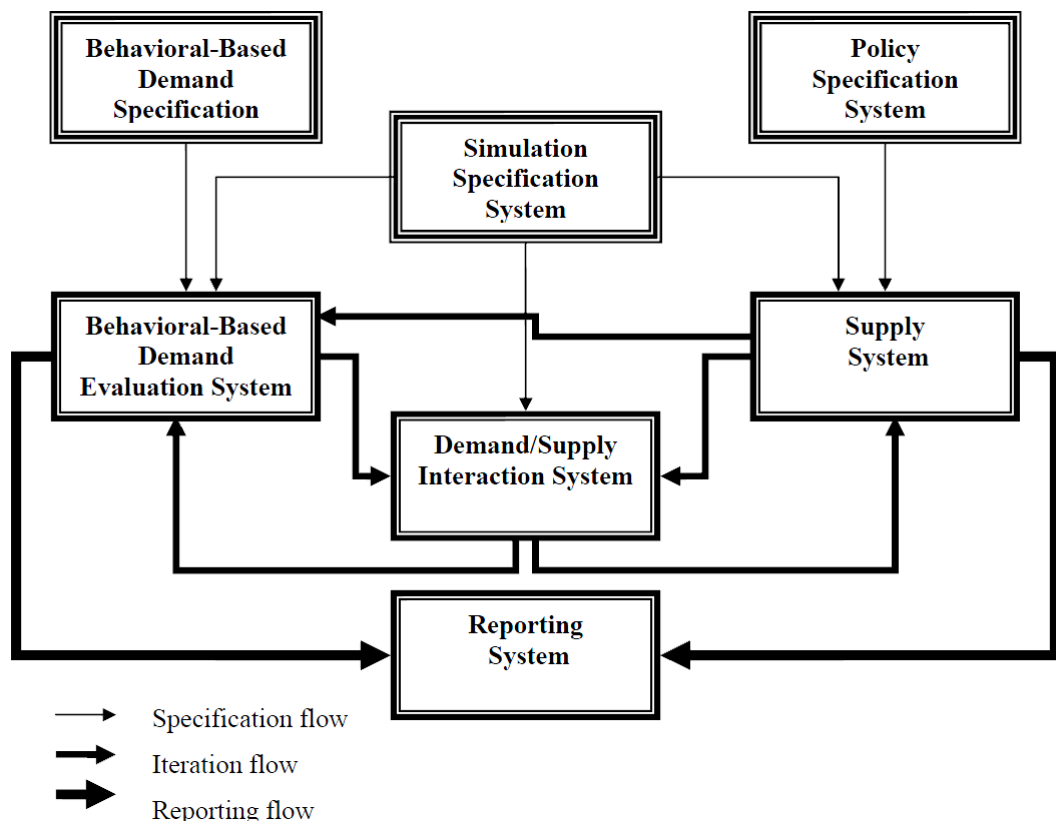 Behavioral-Based
Demand
Specification
Policy
Specification
System
Simulation
Specification
System
Behavioral-Based
Demand
Evaluation System
Supply
System
Demand/Supply
Interaction System
Reporting
System
Specification flow
Iteration flow
Reporting flow